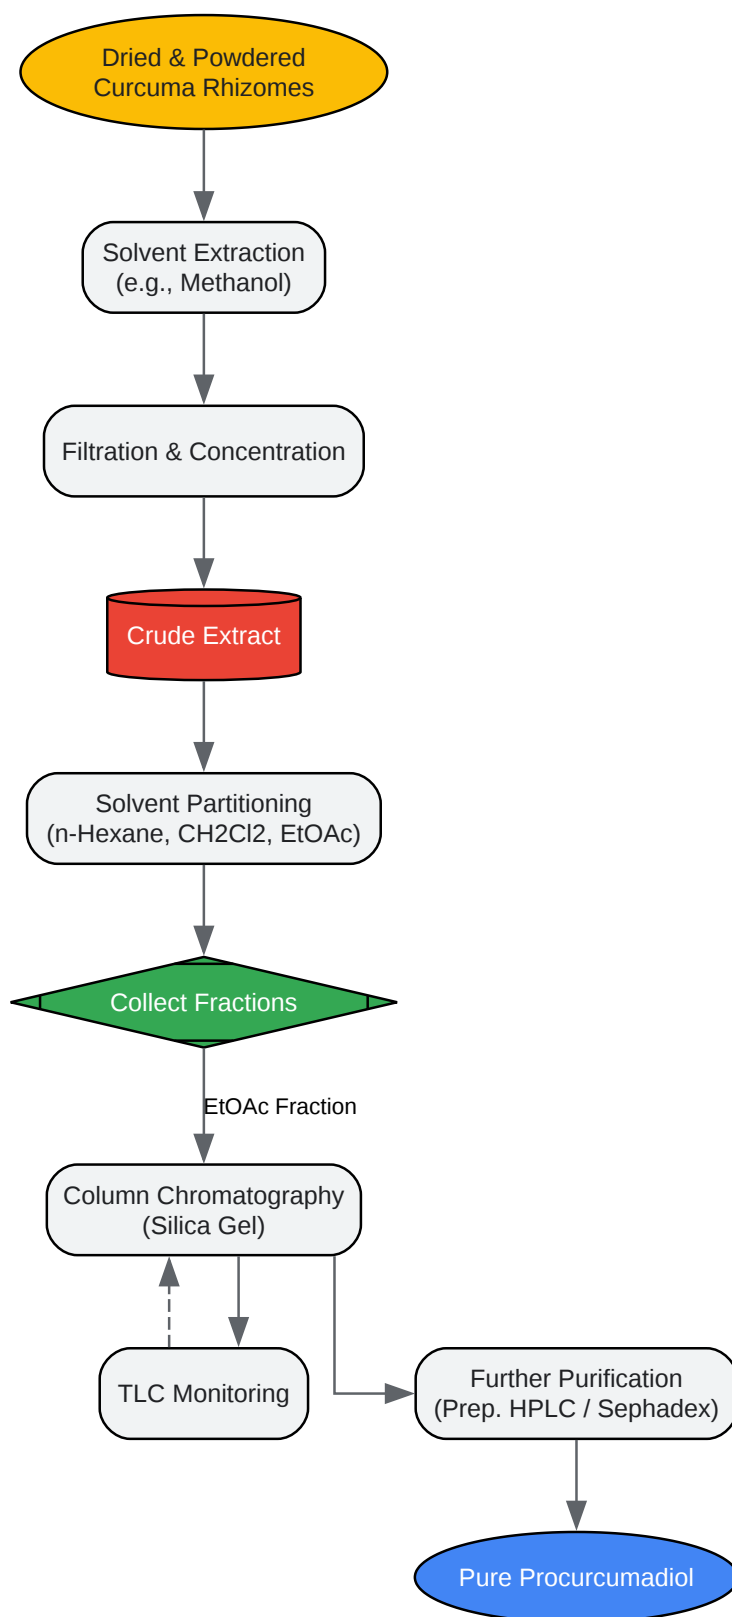 Dried & Powdered
Curcuma Rhizomes
Solvent Extraction
(e.g., Methanol)
Filtration & Concentration
Crude Extract
Solvent Partitioning
(n-Hexane, CH2Cl2, EtOAc)
Collect Fractions
EtOAc Fraction
Column Chromatography
(Silica Gel)
TLC Monitoring
Further Purification
(Prep. HPLC / Sephadex)
Pure Procurcumadiol